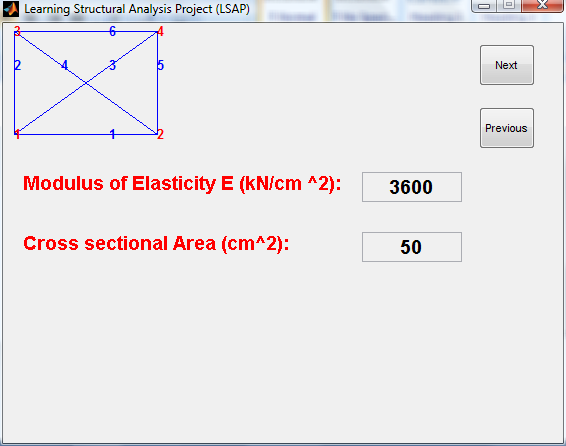 Learning Structural Analysis Project (LSAP)
3 6 4
2 4 3 5
1 1 2
Next
Previous
Modulus of Elasticity E (kN/cm ^2): 3600
Cross sectional Area (cm^2): 50